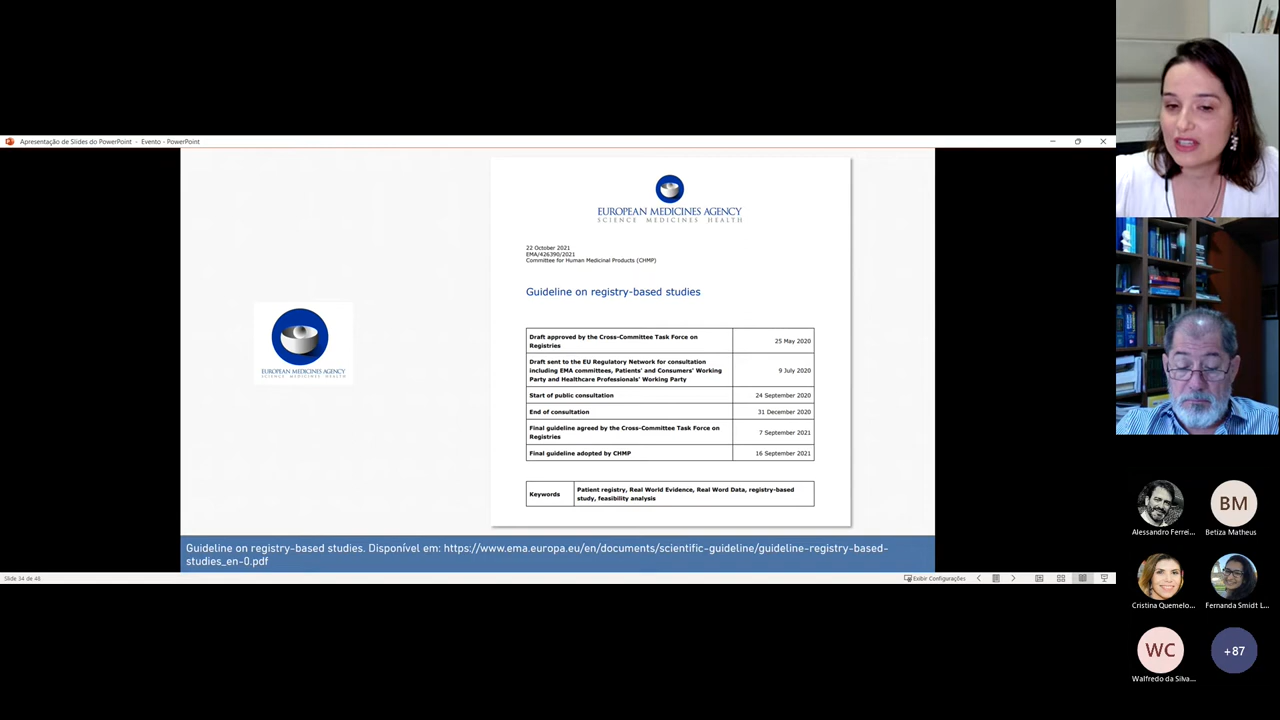 Apresentação de Slides do PowerPoint - Evento - PowerPoint
EUROPEAN MEDICINES AGENCY
SCIENCE MEDICINES HEALTH
22 October 2021
EMA/426390/2021
Committee for Human Medicinal Products (CHMP)
Guideline on registry-based studies
Draft approved by the Cross-Committee Task Force on
Registries
25 May 2020
Draft sent to the EU Regulatory Network for consultation
including EMA committees, Patients' and Consumers' Working
Party and Healthcare Professionals' Working Party
9 July 2020
Start of public consultation
24 September 2020
End of consultation
31 December 2020
Final guideline agreed by the Cross-Committee Task Force on
Registries
7 September 2021
Final guideline adopted by CHMP
16 September 2021
Keywords
Patient registry, Real World Evidence, Real Word Data, registry-based
study, feasibility analysis
EUROPEAN MEDICINES AGENCY
SCIENCE MEDICINES HEALTH
Guideline on registry-based studies. Disponível em: https://www.ema.europa.eu/en/documents/scientific-guideline/guideline-registry-based-
studies_en-0.pdf
Slide 34 de 48
Exibir Configurações
Alessandro Ferrei...
BM
Betiza Matheus
Cristina Quemelo...
Fernanda Smidt L...
WC
Walfredo da Silva...
+87